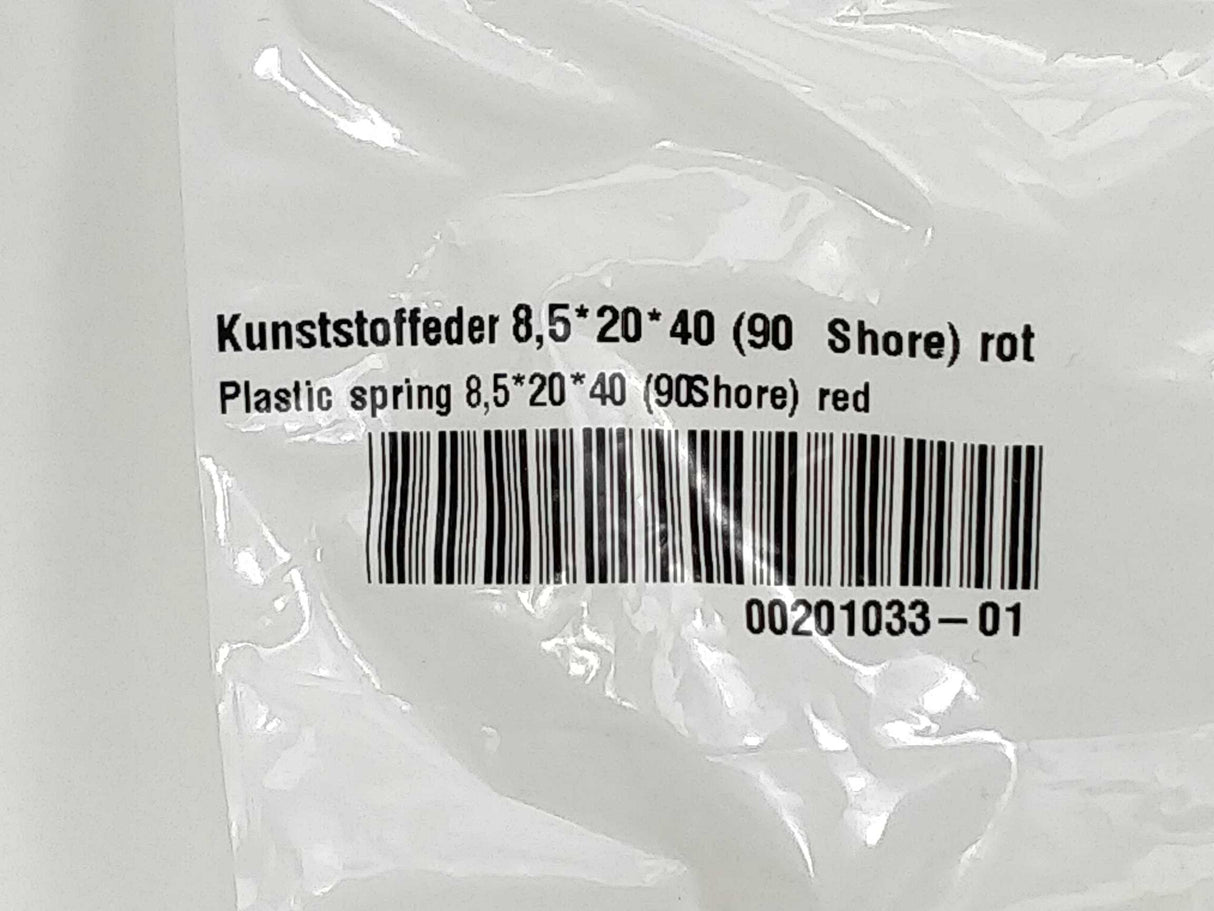 Kunststoffeder 8,5*20*40 (90 Shore) rot
Plastic spring 8,5*20*40 (90Shore) red
00201033-01